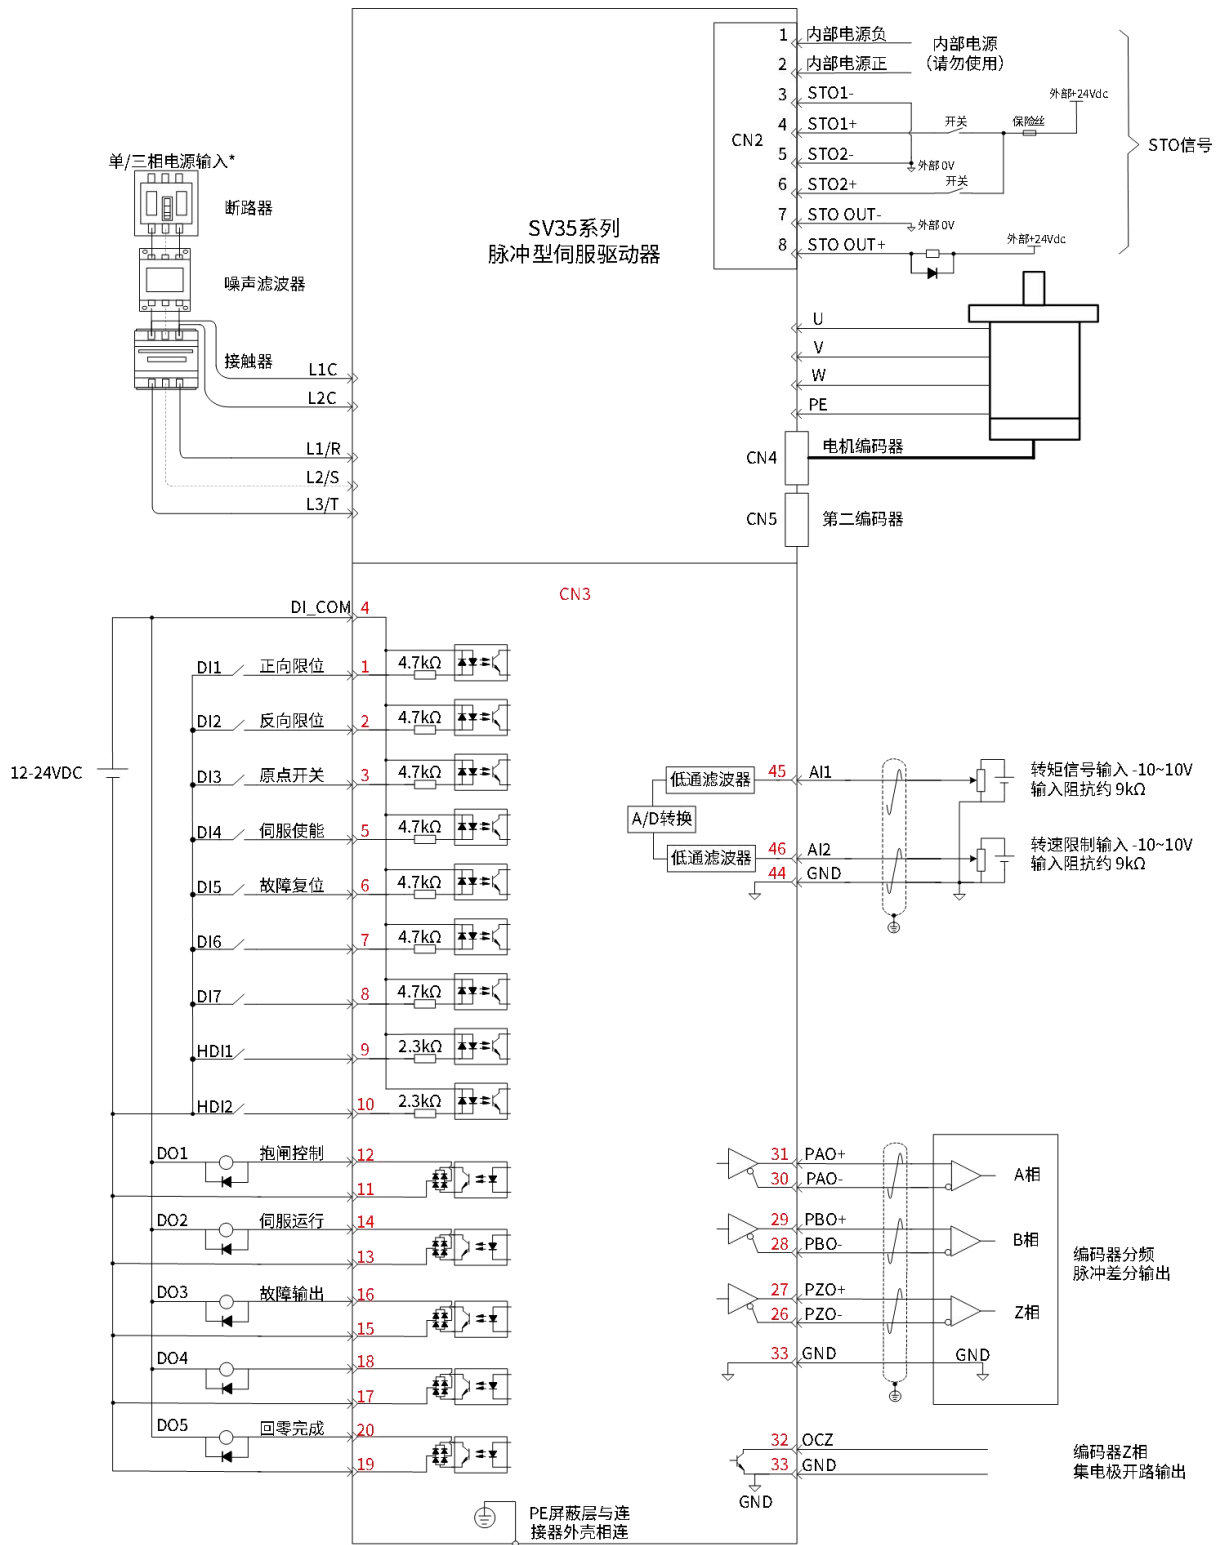 单/三相电源输入*
断路器
噪声滤波器
接触器
L1C
L2C
L1/R
L2/S
L3/T
SV35系列
脉冲型伺服驱动器
CN2
1 内部电源负
2 内部电源正
内部电源
(请勿使用)
3 STO1-
4 STO1+ 开关 保险丝 外部+24Vdc
5 STO2- 外部0V
6 STO2+ 开关
7 STO OUT- 外部0V
8 STO OUT+ 外部+24Vdc
STO信号
U
V
W
PE
CN4 电机编码器
CN5 第二编码器
CN3
12-24VDC
DI_COM 4
DI1 正向限位 1 4.7kΩ
DI2 反向限位 2 4.7kΩ
DI3 原点开关 3 4.7kΩ
DI4 伺服使能 5 4.7kΩ
DI5 故障复位 6 4.7kΩ
DI6 7 4.7kΩ
DI7 8 4.7kΩ
HDI1 9 2.3kΩ
HDI2 10 2.3kΩ
DO1 抱闸控制 12
11
DO2 伺服运行 14
13
DO3 故障输出 16
15
DO4 18
17
DO5 回零完成 20
19
低通滤波器 45 AI1
A/D转换
低通滤波器 46 AI2
44 GND
转矩信号输入 -10~10V
输入阻抗约 9kΩ
转速限制输入 -10~10V
输入阻抗约 9kΩ
31 PAO+
30 PAO-
A相
29 PBO+
28 PBO-
B相
27 PZO+
26 PZO-
Z相
33 GND GND
编码器分频
脉冲差分输出
32 OCZ
33 GND
GND
编码器Z相
集电极开路输出
PE屏蔽层与连
接器外壳相连